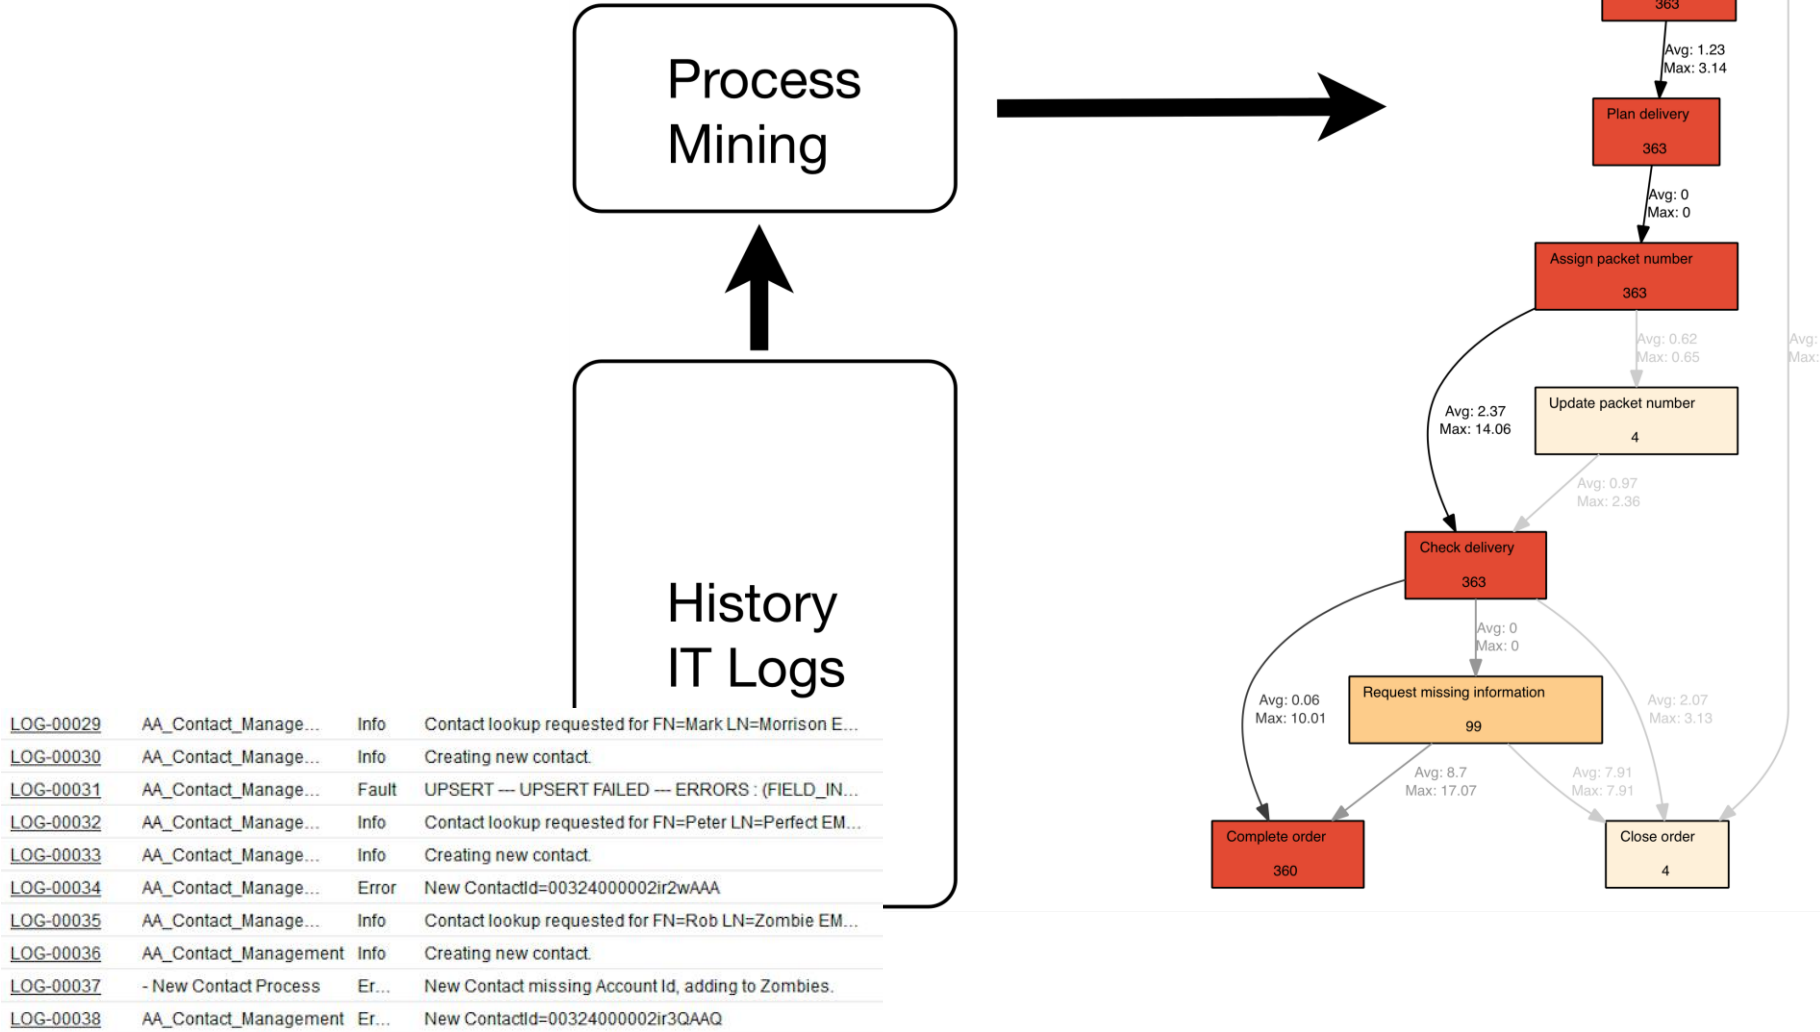 Process
Mining
History
IT Logs
LOG-00029 AA_Contact_Manage... Info Contact lookup requested for FN=Mark LN=Morrison E...
LOG-00030 AA_Contact_Manage... Info Creating new contact.
LOG-00031 AA_Contact_Manage... Fault UPSERT --- UPSERT FAILED --- ERRORS : (FIELD_IN...
LOG-00032 AA_Contact_Manage... Info Contact lookup requested for FN=Peter LN=Perfect EM...
LOG-00033 AA_Contact_Manage... Info Creating new contact.
LOG-00034 AA_Contact_Manage... Error New ContactId=00324000002ir2wAAA
LOG-00035 AA_Contact_Manage... Info Contact lookup requested for FN=Rob LN=Zombie EM...
LOG-00036 AA_Contact_Management Info Creating new contact.
LOG-00037 - New Contact Process Er... New Contact missing Account Id, adding to Zombies.
LOG-00038 AA_Contact_Management Er... New ContactId=00324000002ir3QAAQ
363
Avg: 1.23
Max: 3.14
Plan delivery
363
Avg: 0
Max: 0
Assign packet number
363
Avg: 0.62
Max: 0.65
Avg:
Max:
Update packet number
4
Avg: 2.37
Max: 14.06
Avg: 0.97
Max: 2.36
Check delivery
363
Avg: 0
Max: 0
Request missing information
99
Avg: 0.06
Max: 10.01
Avg: 2.07
Max: 3.13
Avg: 8.7
Max: 17.07
Avg: 7.91
Max: 7.91
Complete order
360
Close order
4